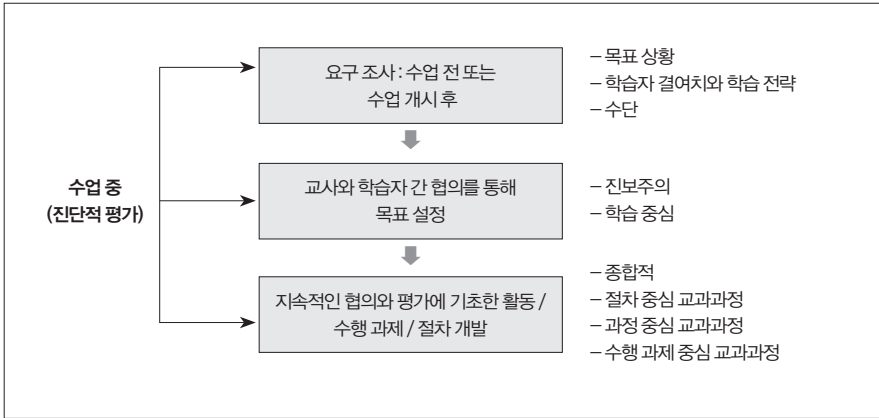 요구 조사 : 수업 전 또는
수업 개시 후
– 목표 상황
– 학습자 결여치와 학습 전략
– 수단
수업 중
(진단적 평가)
교사와 학습자 간 협의를 통해
목표 설정
– 진보주의
– 학습 중심
지속적인 협의와 평가에 기초한 활동 /
수행 과제 / 절차 개발
– 종합적
– 절차 중심 교과과정
– 과정 중심 교과과정
– 수행 과제 중심 교과과정